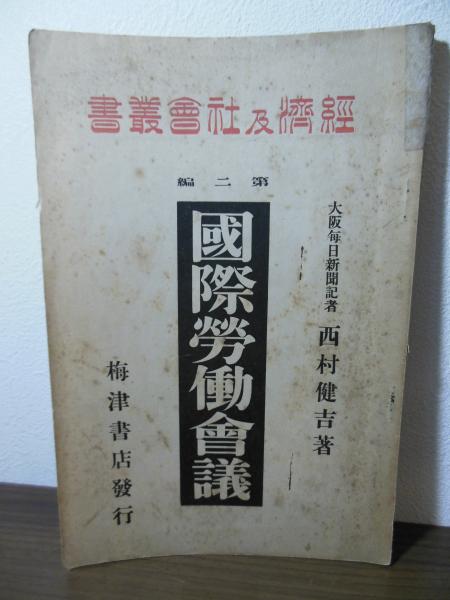 經濟及社會叢書
第二編
大阪每日新聞記者 西村健吉著
國際勞働會議
梅津書店發行